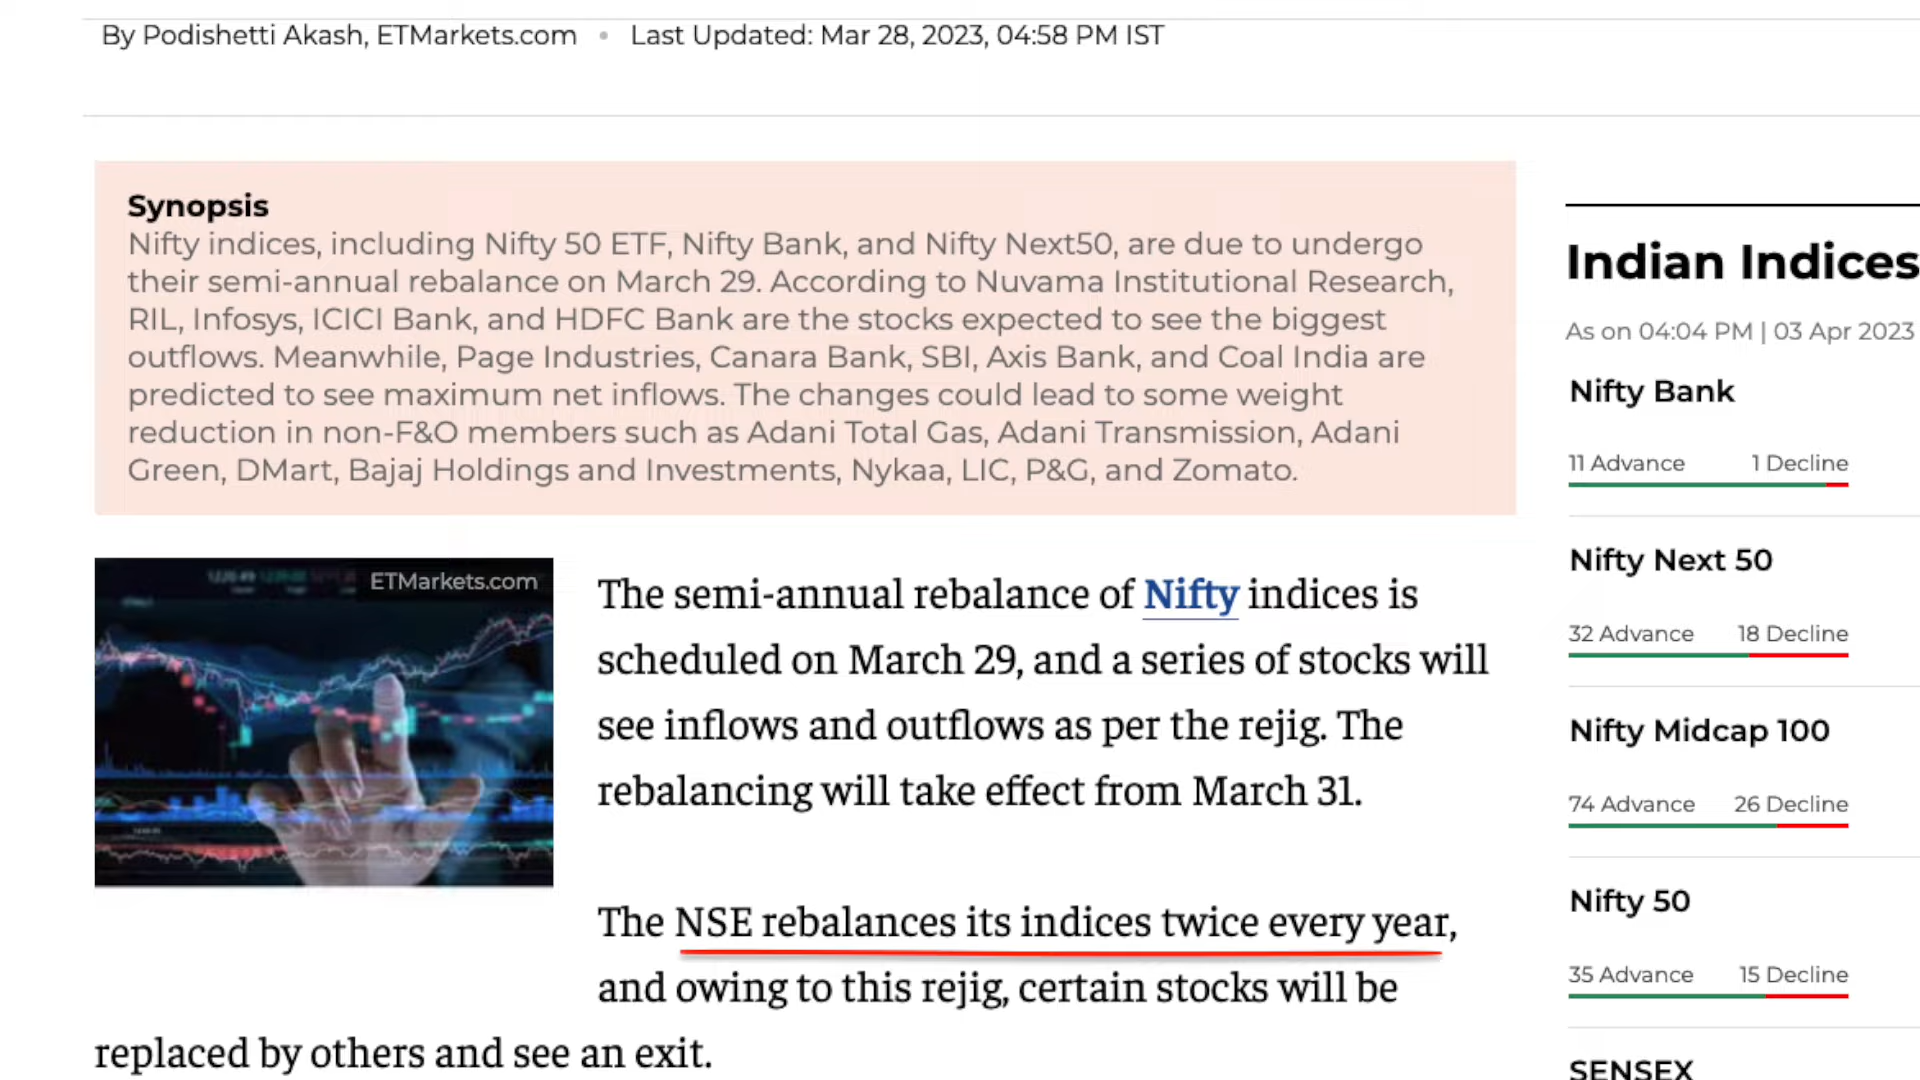 By Podishetti Akash, ETMarkets.com • Last Updated: Mar 28, 2023, 04:58 PM IST
Synopsis
Nifty indices, including Nifty 50 ETF, Nifty Bank, and Nifty Next50, are due to undergo
their semi-annual rebalance on March 29. According to Nuvama Institutional Research,
RIL, Infosys, ICICI Bank, and HDFC Bank are the stocks expected to see the biggest
outflows. Meanwhile, Page Industries, Canara Bank, SBI, Axis Bank, and Coal India are
predicted to see maximum net inflows. The changes could lead to some weight
reduction in non-F&O members such as Adani Total Gas, Adani Transmission, Adani
Green, DMart, Bajaj Holdings and Investments, Nykaa, LIC, P&G, and Zomato.
ETMarkets.com
The semi-annual rebalance of Nifty indices is
scheduled on March 29, and a series of stocks will
see inflows and outflows as per the rejig. The
rebalancing will take effect from March 31.
The NSE rebalances its indices twice every year,
and owing to this rejig, certain stocks will be
replaced by others and see an exit.
Indian Indices
As on 04:04 PM | 03 Apr 2023
Nifty Bank
11 Advance 1 Decline
Nifty Next 50
32 Advance 18 Decline
Nifty Midcap 100
74 Advance 26 Decline
Nifty 50
35 Advance 15 Decline
SENSEX